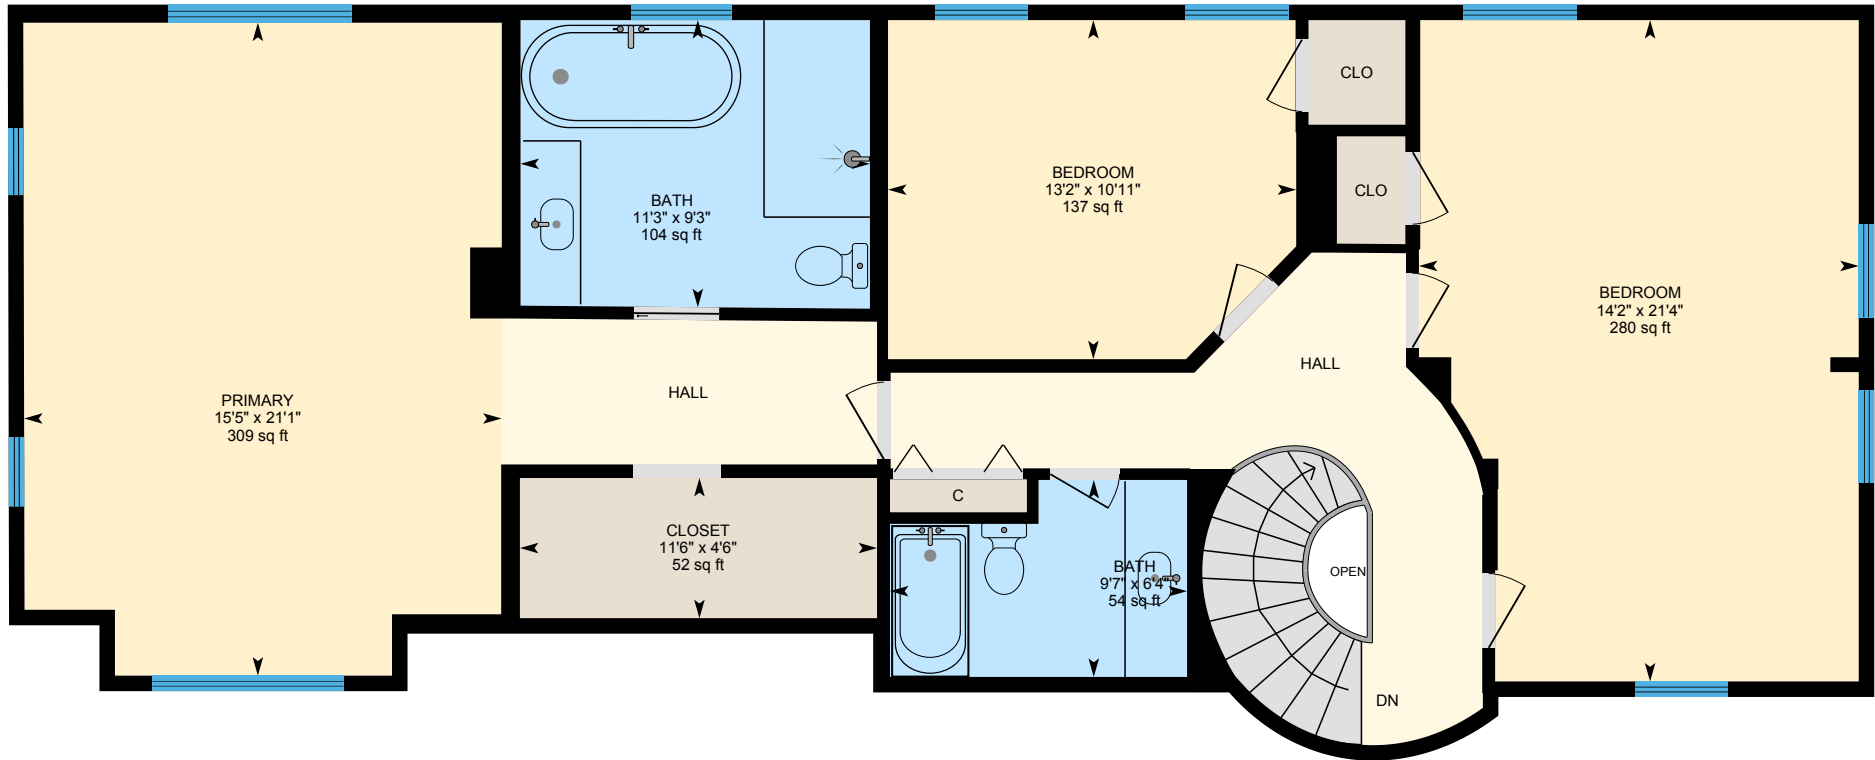 PRIMARY
15'5" x 21'1"
309 sq ft
BATH
11'3" x 9'3"
104 sq ft
HALL
CLOSET
11'6" x 4'6"
52 sq ft
BEDROOM
13'2" x 10'11"
137 sq ft
CLO
CLO
HALL
C
BATH
9'7" x 6'4"
54 sq ft
OPEN
DN
BEDROOM
14'2" x 21'4"
280 sq ft